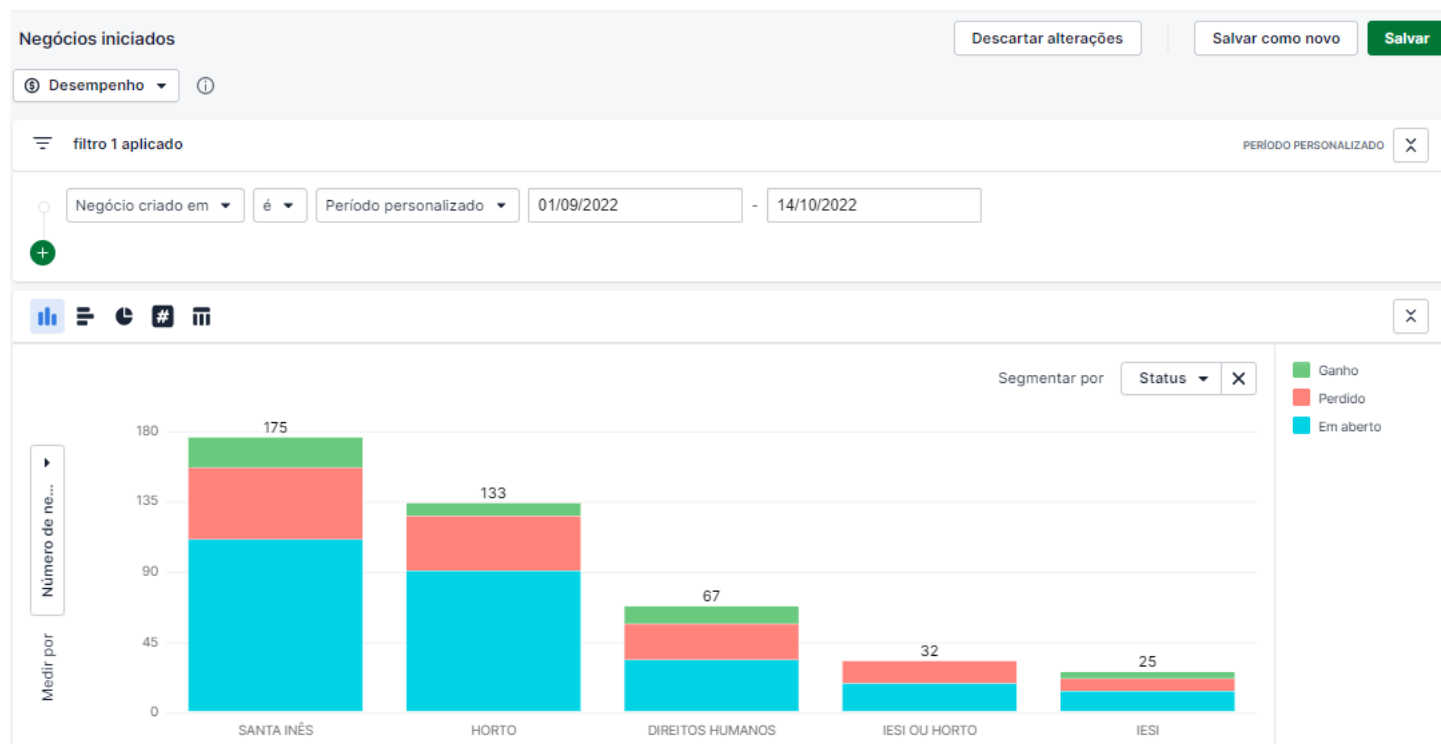 Negócios iniciados
Descartar alterações
Salvar como novo
Salvar
Desempenho
filtro 1 aplicado
PERÍODO PERSONALIZADO
Negócio criado em
é
Período personalizado
01/09/2022
-
14/10/2022
#
Segmentar por
Status
Ganho
Perdido
Em aberto
Medir por
Número de ne...
180
135
90
45
0
175
133
67
32
25
SANTA INÊS
HORTO
DIREITOS HUMANOS
IESI OU HORTO
IESI